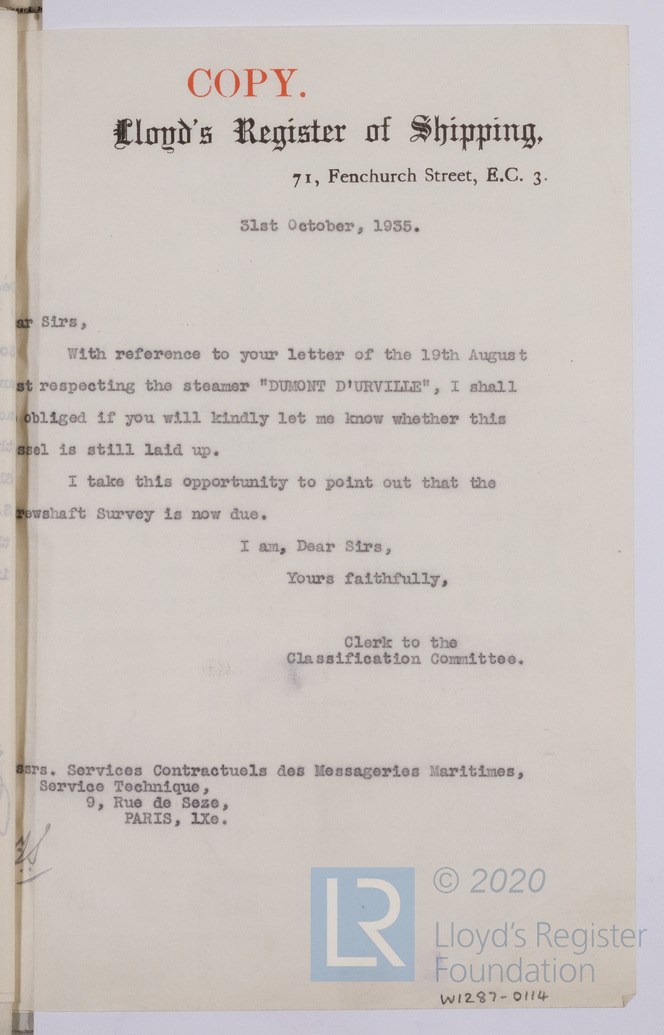 COPY.
Lloyd's Register of Shipping,
71, Fenchurch Street, E.C. 3.
31st October, 1935.
ar Sirs,
With reference to your letter of the 19th August
st respecting the steamer "DUMONT D'URVILLE", I shall
obliged if you will kindly let me know whether this
ssel is still laid up.
I take this opportunity to point out that the
rewshaft Survey is now due.
I am, Dear Sirs,
Yours faithfully,
Clerk to the
Classification Committee.
ssrs. Services Contractuels des Messageries Maritimes,
Service Technique,
9, Rue de Seze,
PARIS, lXe.
LR
© 2020
Lloyd's Register
Foundation
W1287-0114